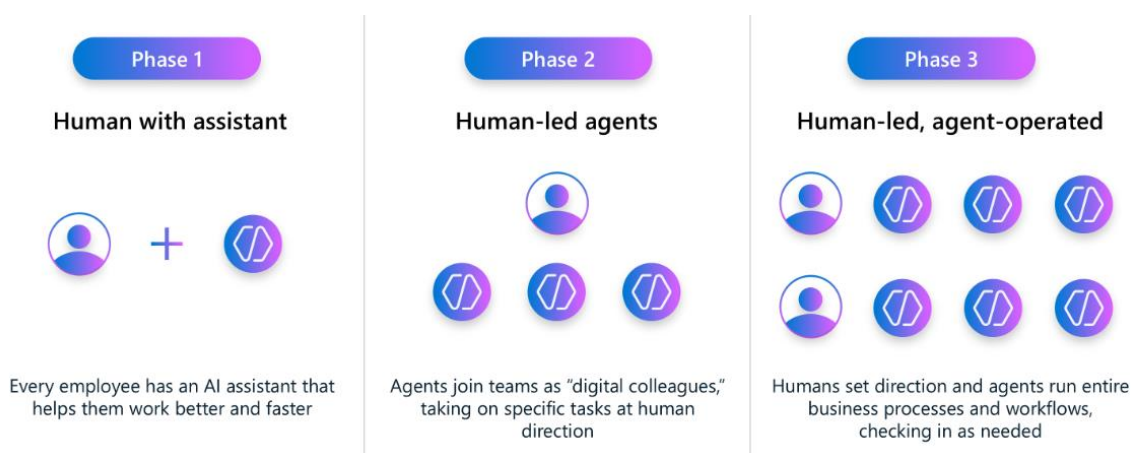 Phase 1
Human with assistant
Every employee has an AI assistant that
helps them work better and faster
Phase 2
Human-led agents
Agents join teams as “digital colleagues,”
taking on specific tasks at human
direction
Phase 3
Human-led, agent-operated
Humans set direction and agents run entire
business processes and workflows,
checking in as needed